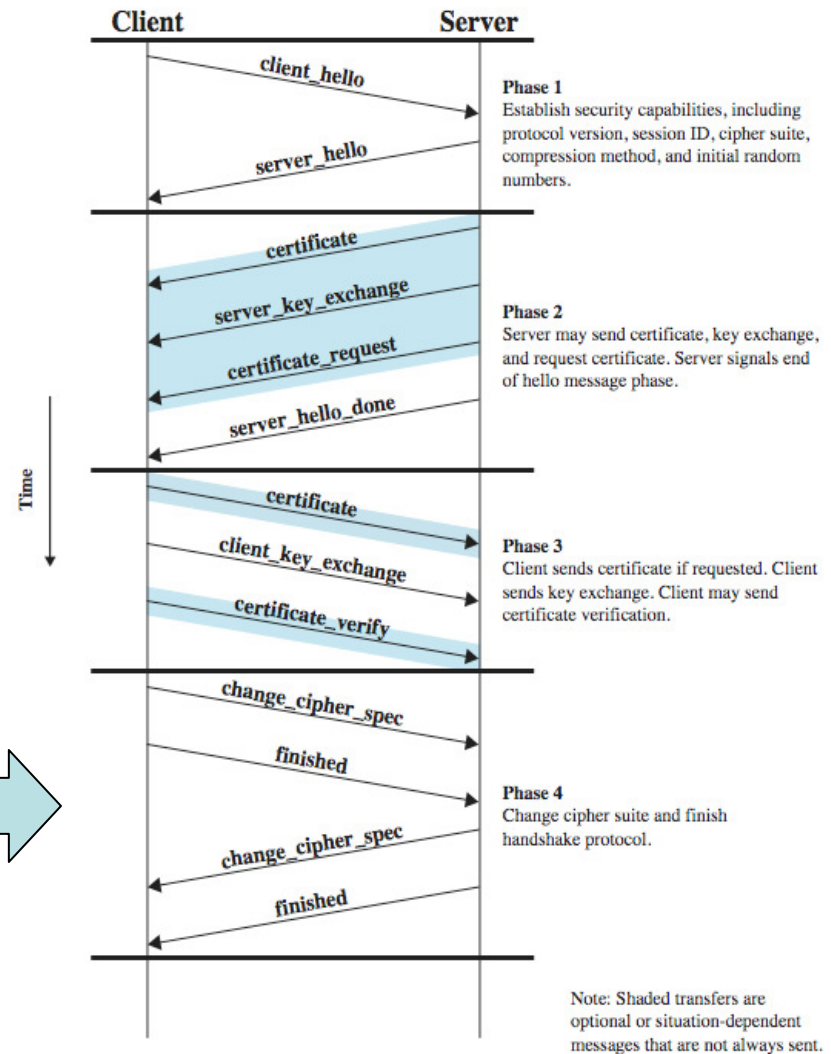 Client
Server
client_hello
server_hello
Phase 1
Establish security capabilities, including
protocol version, session ID, cipher suite,
compression method, and initial random
numbers.
certificate
server_key_exchange
certificate_request
server_hello_done
Phase 2
Server may send certificate, key exchange,
and request certificate. Server signals end
of hello message phase.
Time
certificate
client_key_exchange
certificate_verify
Phase 3
Client sends certificate if requested. Client
sends key exchange. Client may send
certificate verification.
change_cipher_spec
finished
change_cipher_spec
finished
Phase 4
Change cipher suite and finish
handshake protocol.
Note: Shaded transfers are
optional or situation-dependent
messages that are not always sent.